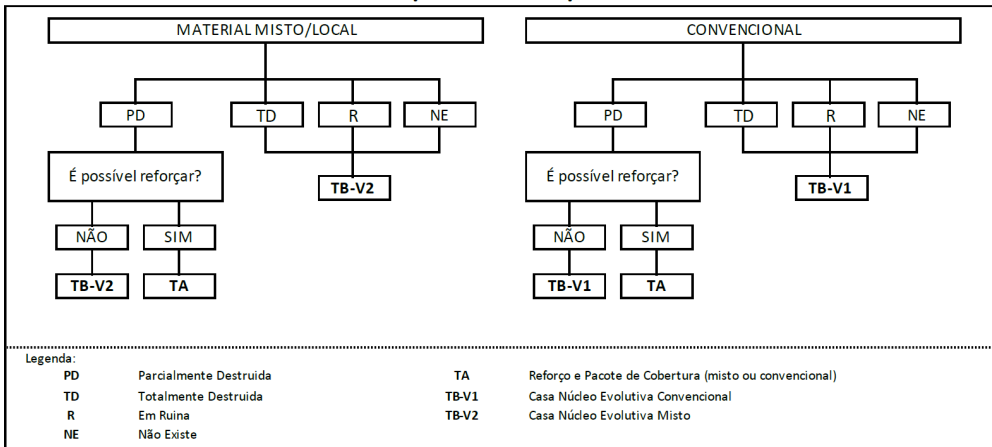 MATERIAL MISTO/LOCAL
PD
TD
R
NE
É possível reforçar?
TB-V2
NÃO
SIM
TB-V2
TA
CONVENCIONAL
PD
TD
R
NE
É possível reforçar?
TB-V1
NÃO
SIM
TB-V1
TA
Legenda:
PD Parcialmente Destruida
TD Totalmente Destruida
R Em Ruina
NE Não Existe
TA Reforço e Pacote de Cobertura (misto ou convencional)
TB-V1 Casa Núcleo Evolutiva Convencional
TB-V2 Casa Núcleo Evolutiva Misto